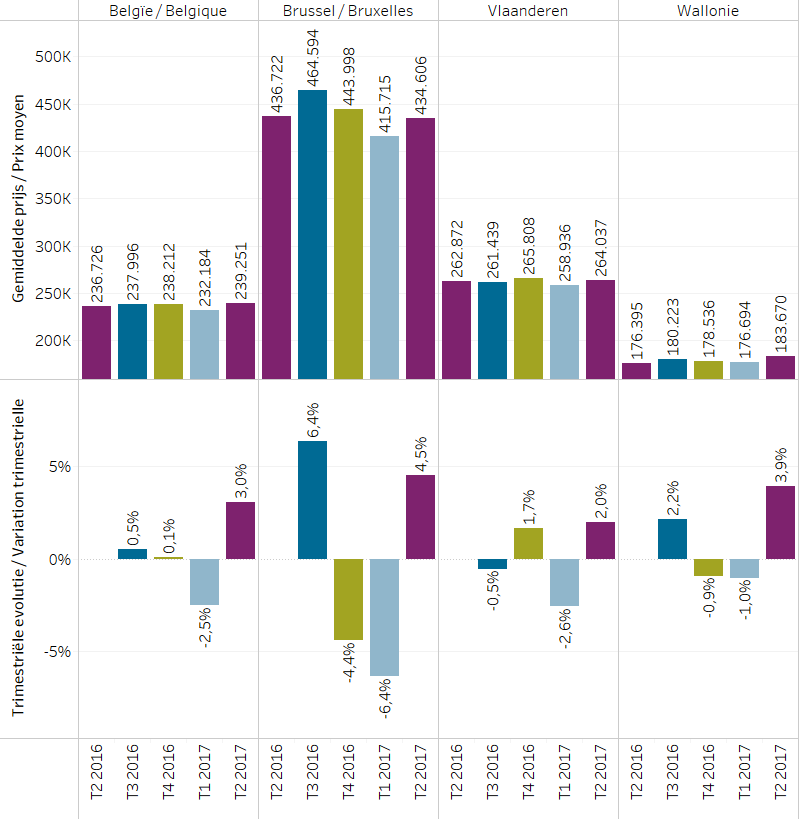 Belgïe / Belgique
Brussel / Bruxelles
Vlaanderen
Wallonie
Gemiddelde prijs / Prix moyen
500K
450K
400K
350K
300K
250K
200K
236.726
237.996
238.212
232.184
239.251
436.722
464.594
443.998
415.715
434.606
262.872
261.439
265.808
258.936
264.037
176.395
180.223
178.536
176.694
183.670
Trimestriële evolutie / Variation trimestrielle
5%
0%
-5%
0,5%
0,1%
-2,5%
3,0%
6,4%
-4,4%
-6,4%
4,5%
-0,5%
1,7%
-2,6%
2,0%
2,2%
-0,9%
-1,0%
3,9%
T2 2016
T3 2016
T4 2016
T1 2017
T2 2017
T2 2016
T3 2016
T4 2016
T1 2017
T2 2017
T2 2016
T3 2016
T4 2016
T1 2017
T2 2017
T2 2016
T3 2016
T4 2016
T1 2017
T2 2017